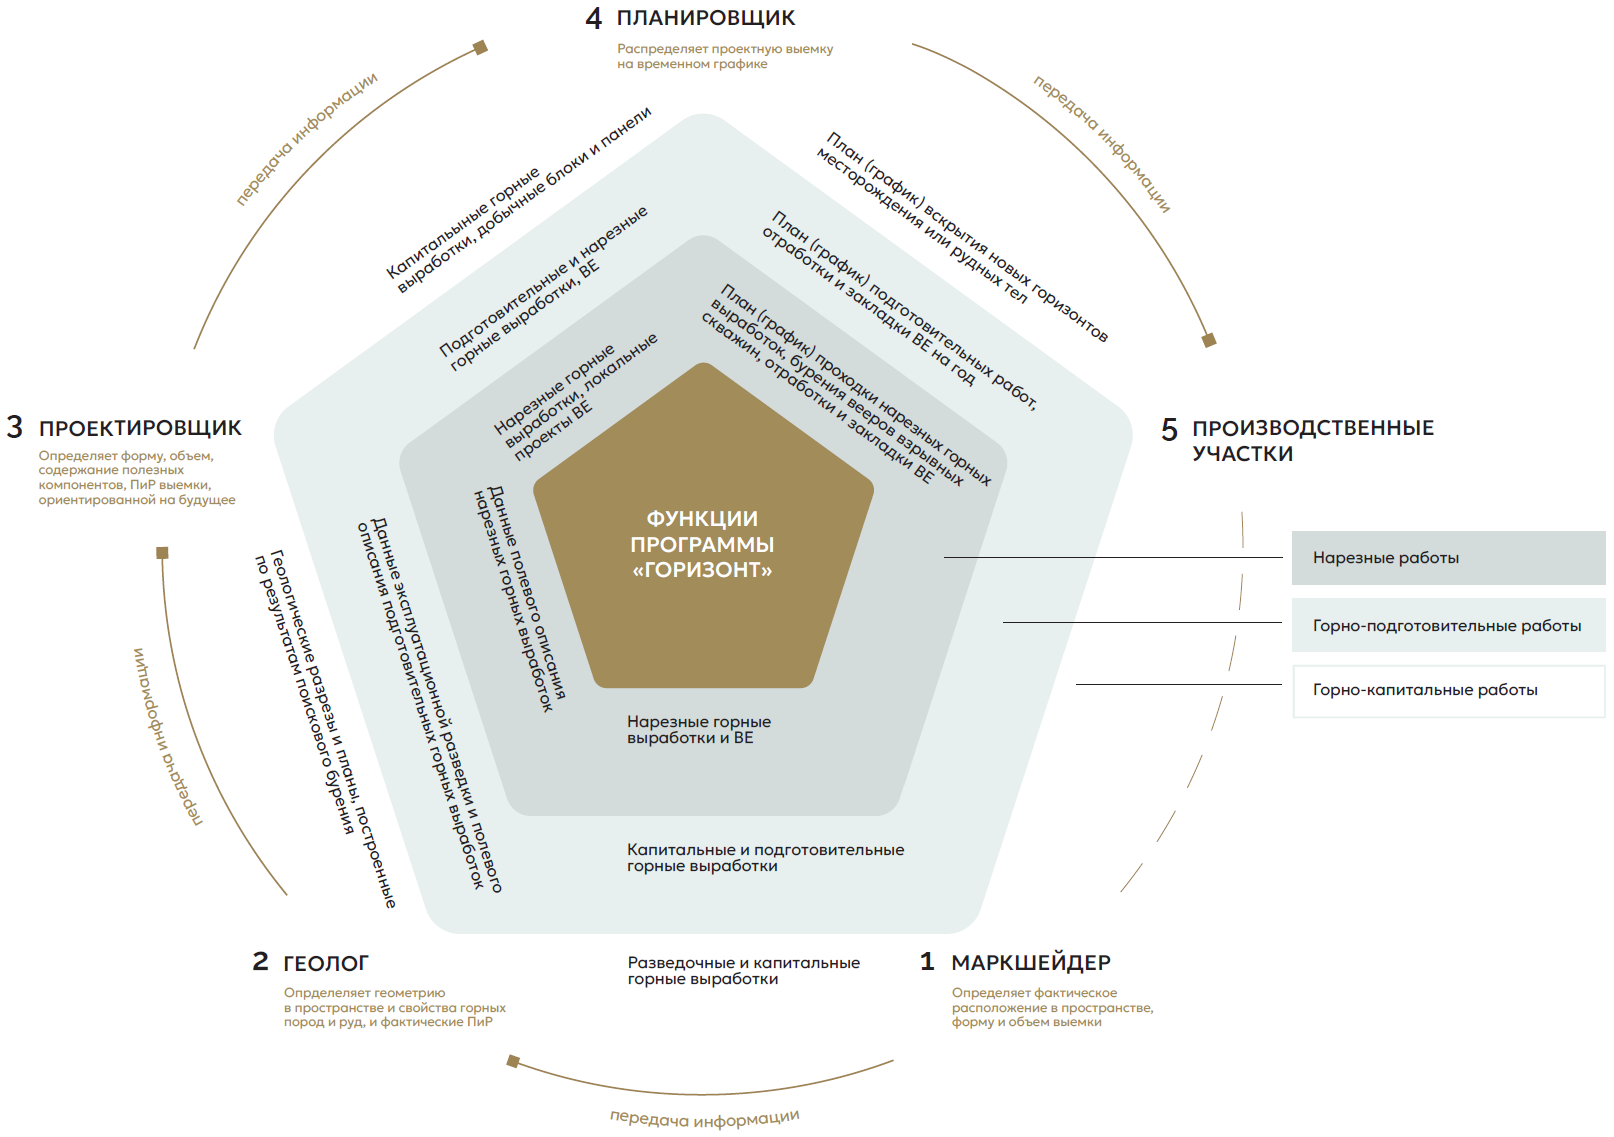 4 ПЛАНИРОВЩИК
Распределяет проектную выемку
на временном графике
передача информации
передача информации
Капитальыные горные
выработки, добычные блоки и панели
Подготовительные и нарезные
горные выработки, ВЕ
Нарезные горные
выработки, локальные
проекты ВЕ
План (график) вскрытия новых горизонтов
месторождения или рудных тел
План (график) подготовительных работ,
отработки и закладки ВЕ на год
План (график) проходки нарезных горных
выработок, бурения вееров взрывных
скважин, отработки и закладки ВЕ
3 ПРОЕКТИРОВЩИК
Определяет форму, объем,
содержание полезных
компонентов, ПиР выемки,
ориентированной на будущее
5 ПРОИЗВОДСТВЕННЫЕ
УЧАСТКИ
ФУНКЦИИ
ПРОГРАММЫ
«ГОРИЗОНТ»
Нарезные работы
Горно-подготовительные работы
Горно-капитальные работы
передача информации
Геологические разрезы и планы, построенные
по результатам поискового бурения
Данные эксплуатационной разведки и полевого
описания подготовительных горных выработок
Данные полевого описания
нарезных горных выработок
Нарезные горные
выработки и ВЕ
Капитальные и подготовительные
горные выработки
Разведочные и капитальные
горные выработки
2 ГЕОЛОГ
Опрделеляет геометрию
в пространстве и свойства горных
пород и руд, и фактические ПиР
1 МАРКШЕЙДЕР
Определяет фактическое
расположение в пространстве,
форму и объем выемки
передача информации